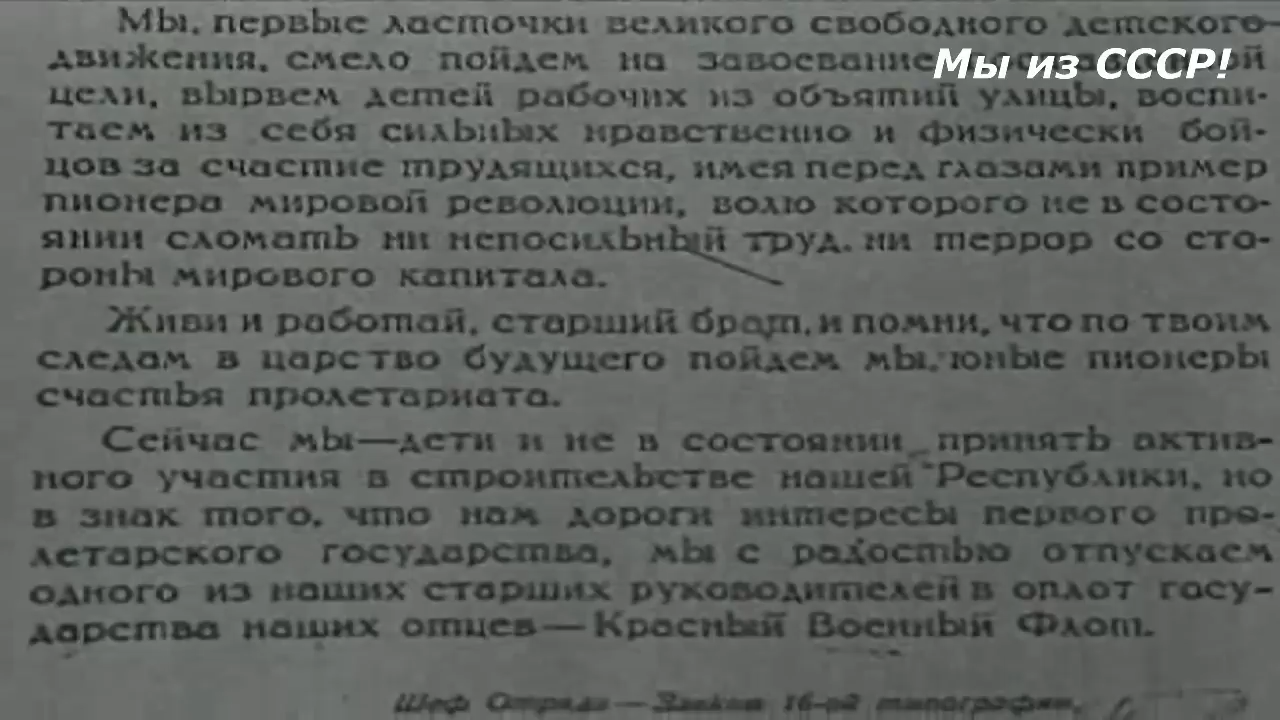 Мы, первые ласточки великого свободного детского
движения, смело пойдем на завоевание
Мы из СССР!
цели, вырвем детей рабочих из объятий улицы, воспи-
таем из себя сильных нравственно и физически бой-
цов за счастие трудящихся, имея перед глазами пример
пионера мировой революции, волю которого не в состо-
янии сломать ни непосильный труд, ни террор со сто-
роны мирового капитала.
Живи и работай, старший брат, и помни, что по твоим
следам в царство будущего пойдем мы, юные пионеры
счастья пролетариата.
Сейчас мы—дети и не в состоянии принять актив-
ного участия в строительстве нашей Республики, но
в знак того, что нам дороги интересы первого про-
летарского государства, мы с радостью отпускаем
одного из наших старших руководителей в оплот госу-
дарства наших отцев—Красный Военный Флот.
Шеф Отряда — 16-ой типографии,